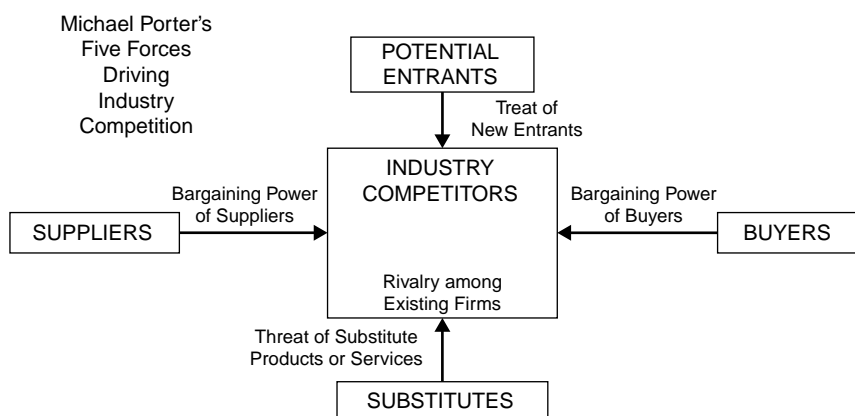 Michael Porter's
Five Forces
Driving
Industry
Competition
POTENTIAL
ENTRANTS
Treat of
New Entrants
INDUSTRY
COMPETITORS
Bargaining Power
of Suppliers
SUPPLIERS
Bargaining Power
of Buyers
BUYERS
Rivalry among
Existing Firms
Threat of Substitute
Products or Services
SUBSTITUTES